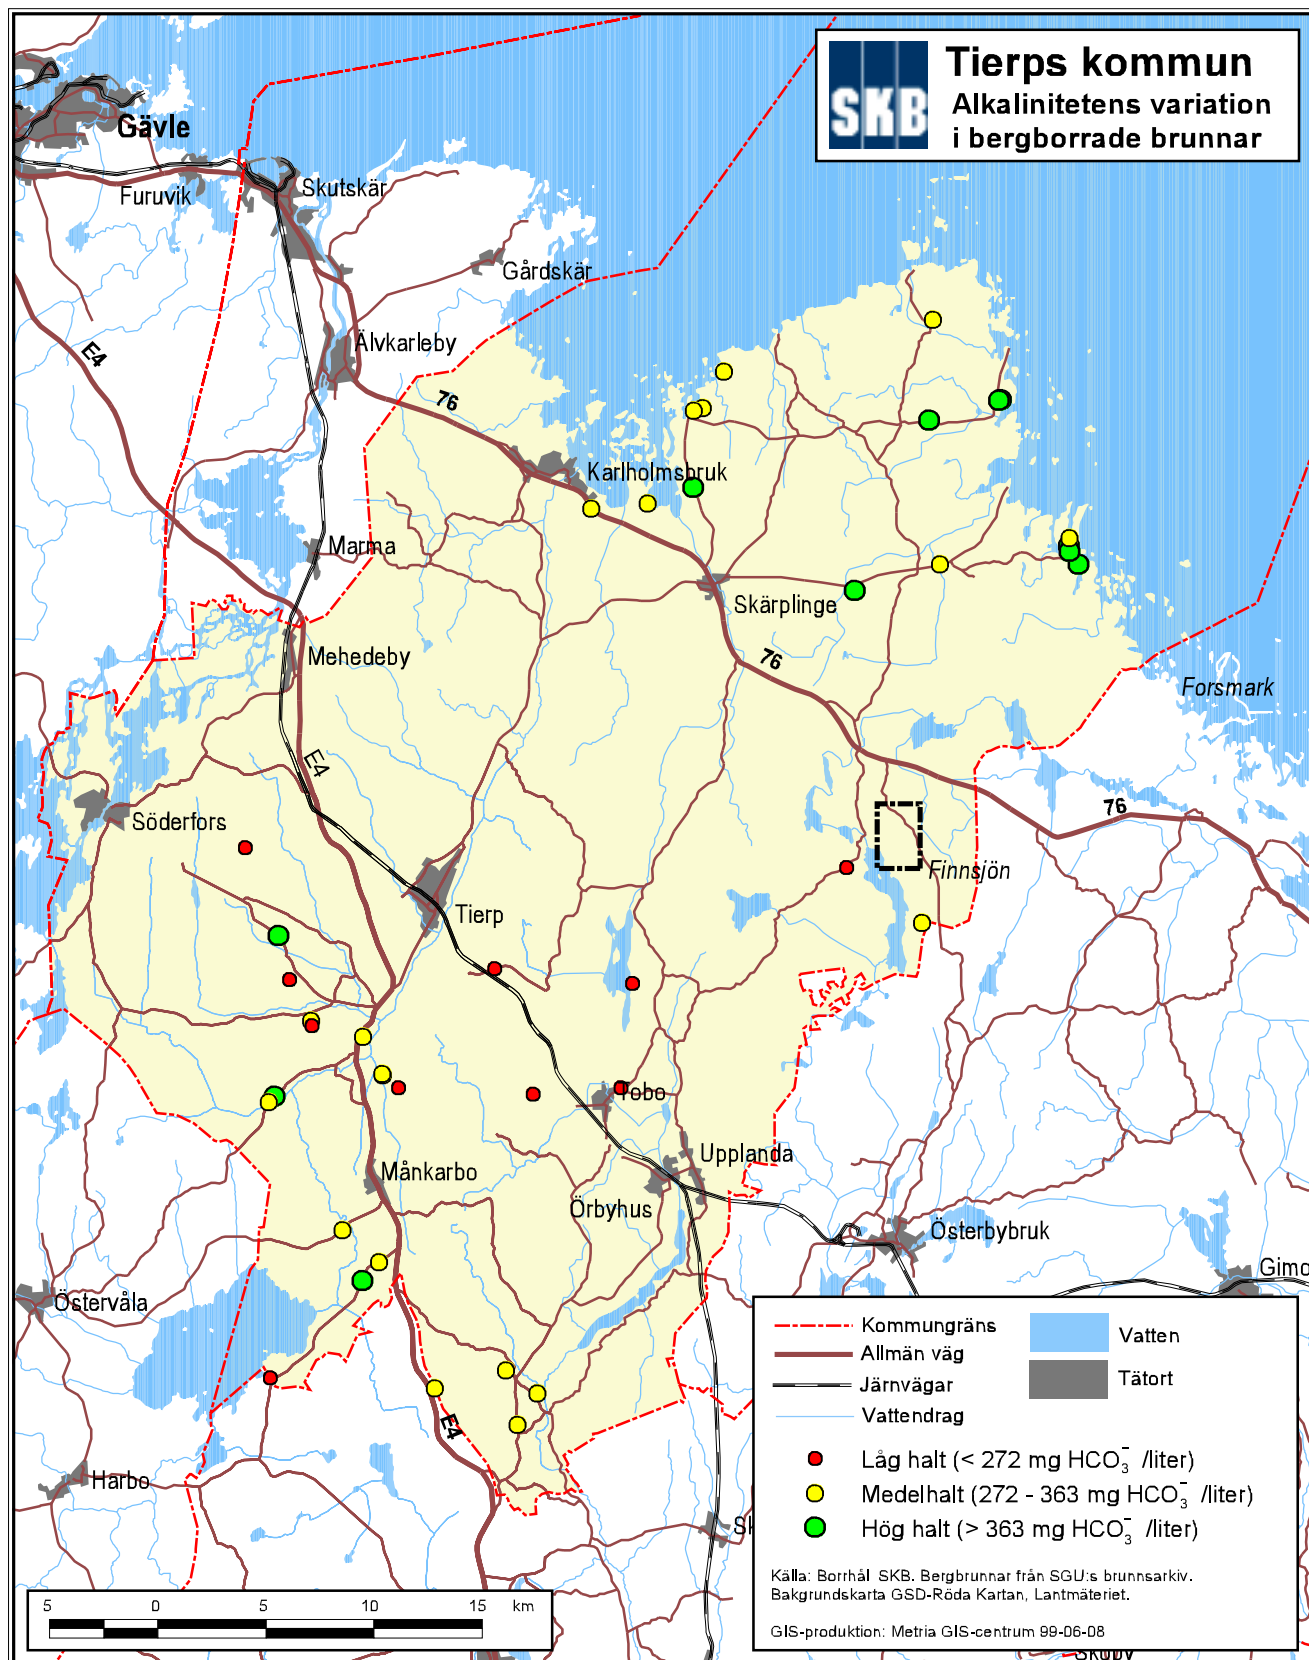 SKB
Tierps kommun
Alkalinitetens variation
i bergborrade brunnar
Gävle
Furuvik
Skutskär
Gårdskär
Älvkarleby
E4
76
Karlholmsbruk
Marma
Skärplinge
Mehedeby
76
Forsmark
E4
Söderfors
76
Finnsjön
Tierp
Tobo
Upplanda
Månkarbo
Örbyhus
Österbybruk
Gimo
Östervåla
E4
Harbo
Sk
Kommungräns
Allmän väg
Järnvägar
Vattendrag
Vatten
Tätort
Låg halt (< 272 mg HCO₃⁻ /liter)
Medelhalt (272 - 363 mg HCO₃⁻ /liter)
Hög halt (> 363 mg HCO₃⁻ /liter)
Källa: Borrhål SKB. Bergbrunnar från SGU:s brunnsarkiv.
Bakgrundskarta GSD-Röda Kartan, Lantmäteriet.
GIS-produktion: Metria GIS-centrum 99-06-08
5 0 5 10 15 km